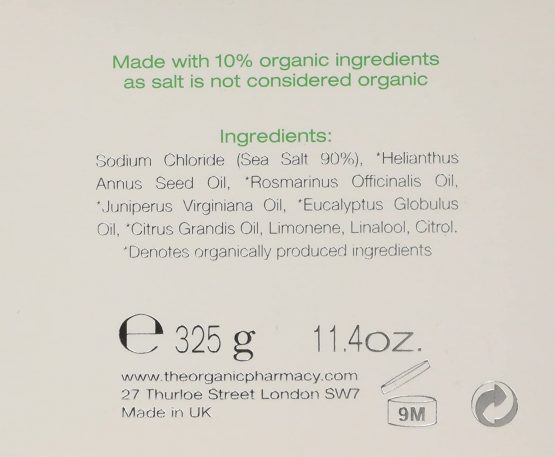 Made with 10% organic ingredients
as salt is not considered organic
Ingredients:
Sodium Chloride (Sea Salt 90%), *Helianthus
Annus Seed Oil, *Rosmarinus Officinalis Oil,
*Juniperus Virginiana Oil, *Eucalyptus Globulus
Oil, *Citrus Grandis Oil, Limonene, Linalool, Citrol.
*Denotes organically produced ingredients
e 325 g 11.4oz.
www.theorganicpharmacy.com
27 Thurloe Street London SW7
Made in UK
9M